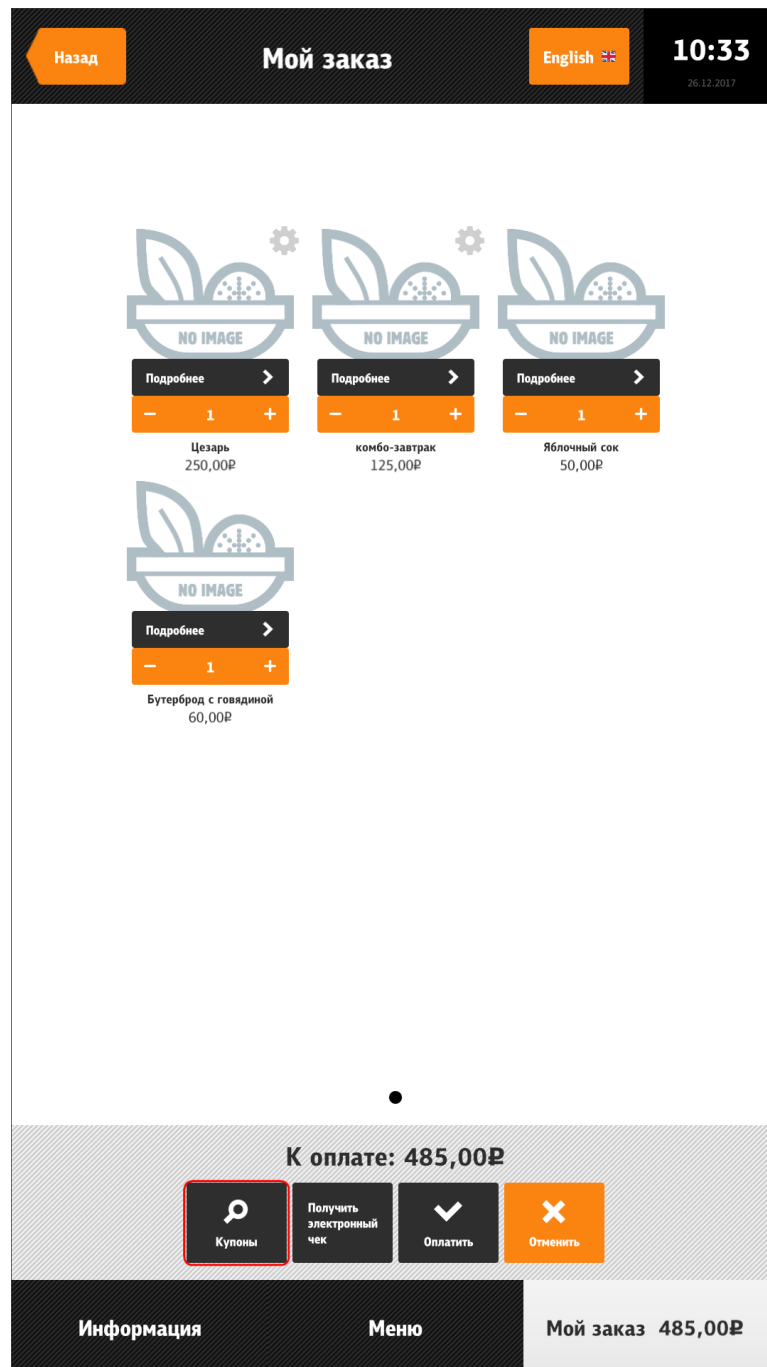 Назад
Мой заказ
English
10:33
26.12.2017
NO IMAGE
NO IMAGE
NO IMAGE
Подробнее
Подробнее
Подробнее
− 1 +
− 1 +
− 1 +
Цезарь
комбо-завтрак
Яблочный сок
250,00₽
125,00₽
50,00₽
NO IMAGE
Подробнее
− 1 +
Бутерброд с говядиной
60,00₽
К оплате: 485,00₽
Купоны
Получить
электронный
чек
Оплатить
Отменить
Информация
Меню
Мой заказ 485,00₽